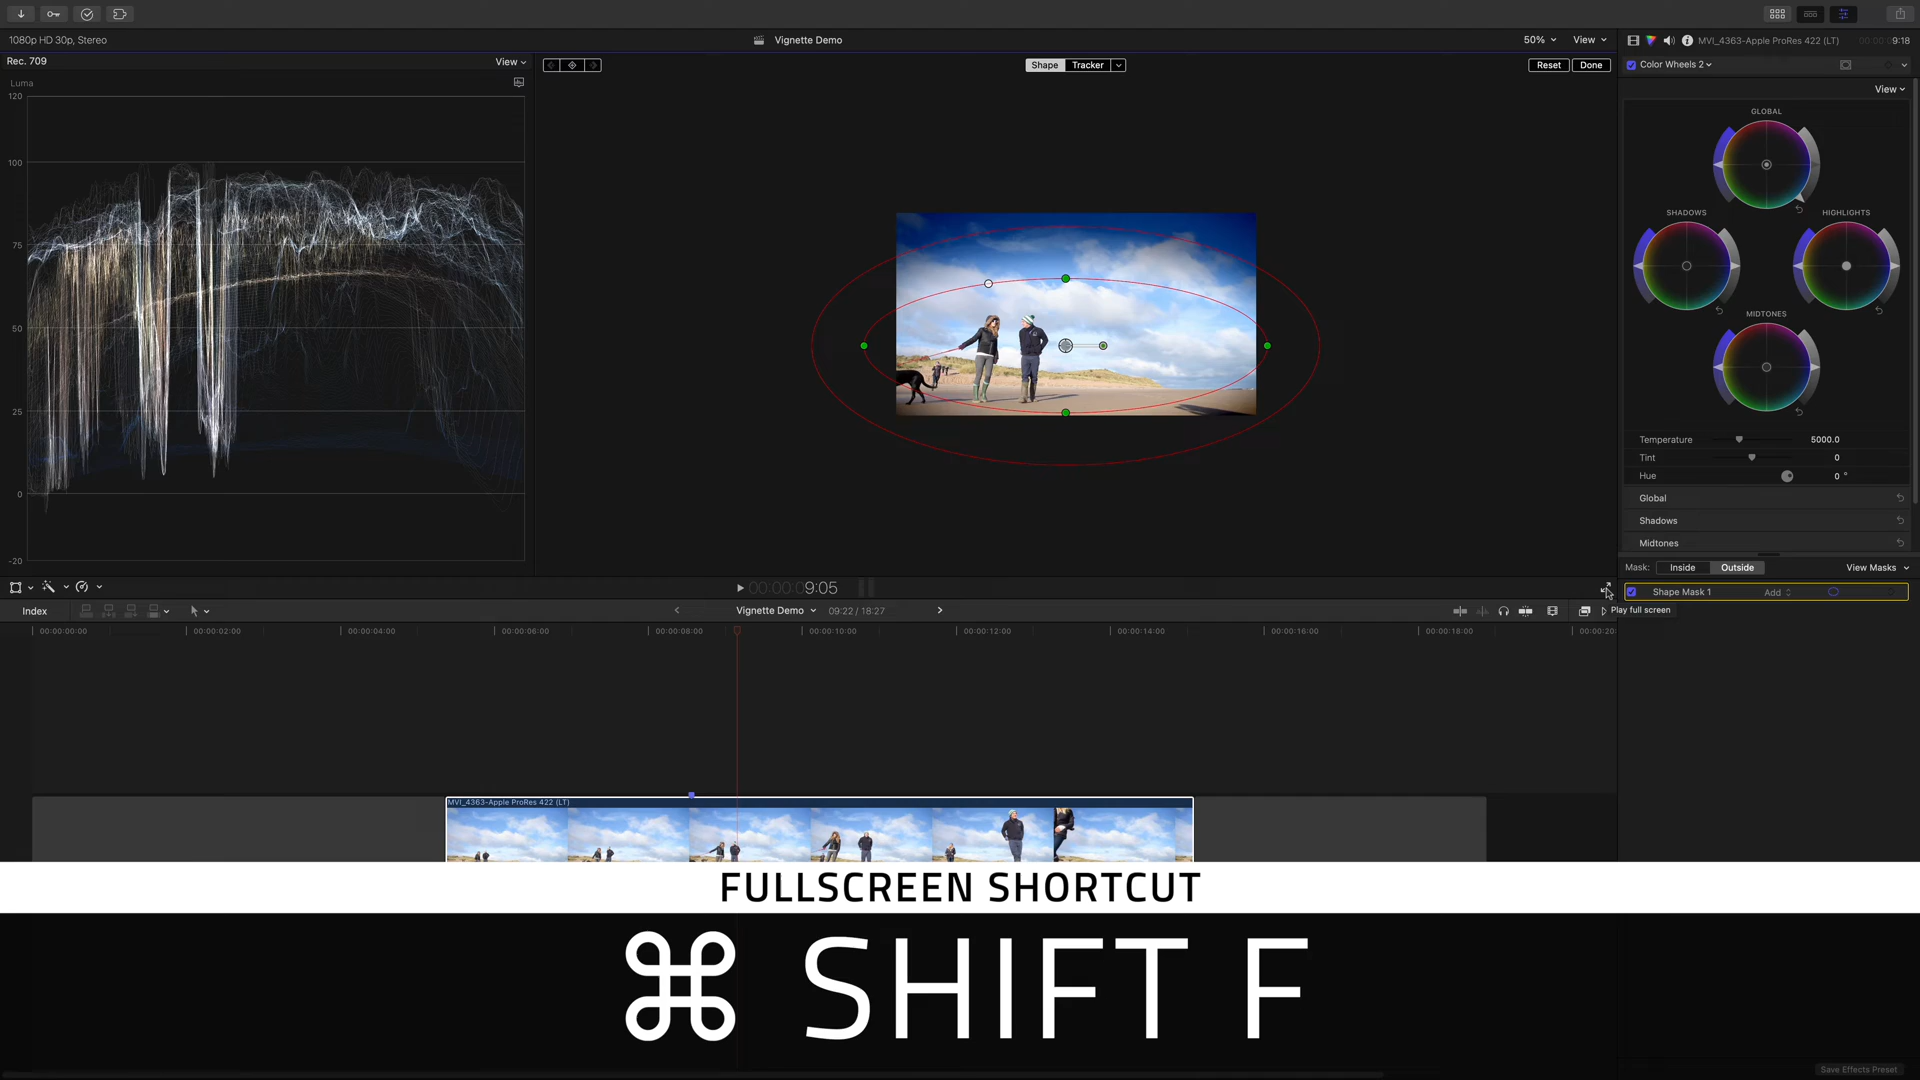 1080p HD 30p, Stereo
Vignette Demo
50%
View
MVI_4363-Apple ProRes 422 (LT)
9:18
Rec. 709
View
Shape
Tracker
Reset
Done
Color Wheels 2
View
Luma
120
100
75
50
25
0
-20
GLOBAL
SHADOWS
HIGHLIGHTS
MIDTONES
Temperature
5000.0
Tint
0
Hue
0 °
Global
Shadows
Midtones
Mask:
Inside
Outside
View Masks
Shape Mask 1
Add
00:00:09:05
Play full screen
Index
Vignette Demo
09:22 / 18:27
00:00:00:00
00:00:02:00
00:00:04:00
00:00:06:00
00:00:08:00
00:00:10:00
00:00:12:00
00:00:14:00
00:00:16:00
00:00:18:00
00:00:20:
MVI_4363-Apple ProRes 422 (LT)
FULLSCREEN SHORTCUT
⌘ SHIFT F
Save Effects Preset